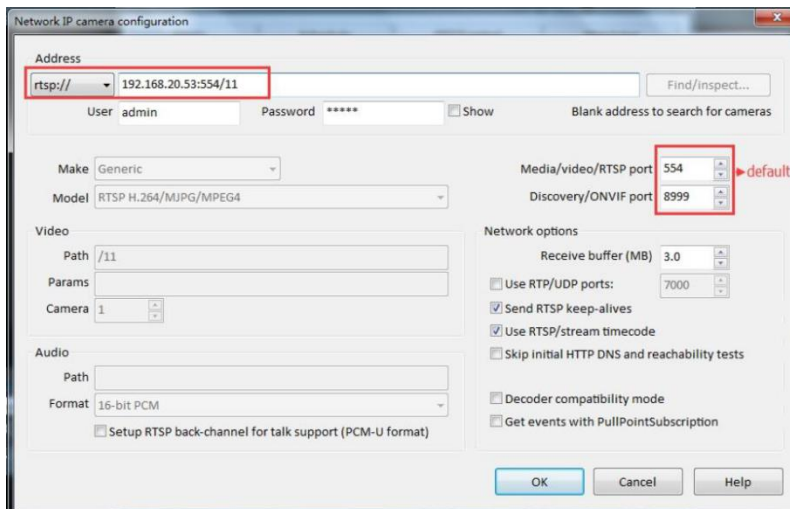 Network IP camera configuration
Address
rtsp:// 192.168.20.53:554/11 Find/inspect...
User admin Password ***** Show Blank address to search for cameras
Make Generic Media/video/RTSP port 554 default
Model RTSP H.264/MJPG/MPEG4 Discovery/ONVIF port 8999
Video Network options
Path /11 Receive buffer (MB) 3.0
Params Use RTP/UDP ports: 7000
Camera 1 Send RTSP keep-alives
Use RTSP/stream timecode
Audio Skip initial HTTP DNS and reachability tests
Path
Format 16-bit PCM Decoder compatibility mode
Setup RTSP back-channel for talk support (PCM-U format) Get events with PullPointSubscription
OK Cancel Help